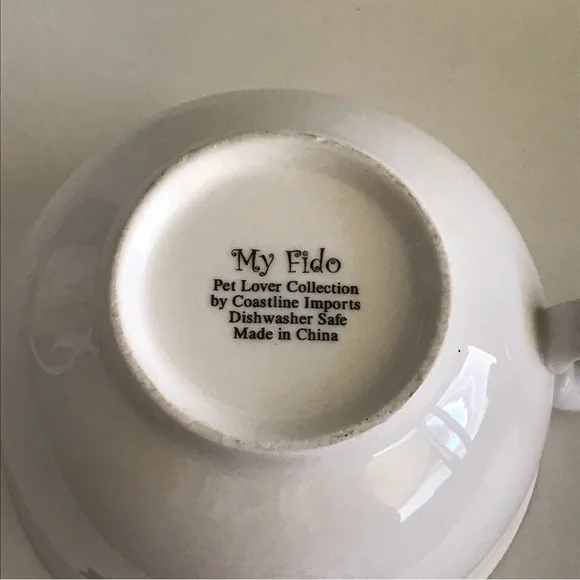 My Fido
Pet Lover Collection
by Coastline Imports
Dishwasher Safe
Made in China